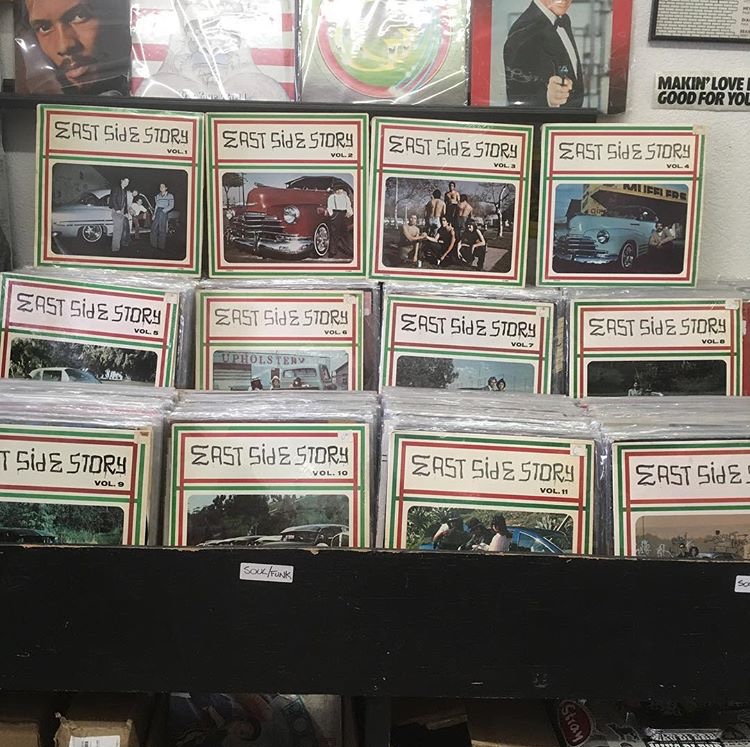 MAKIN' LOVE
GOOD FOR YOU
EAST SIDE STORY
VOL. 1
EAST SIDE STORY
VOL. 2
EAST SIDE STORY
VOL. 3
EAST SIDE STORY
VOL. 4
MUFFLERS
EAST SIDE STORY
VOL. 5
EAST SIDE STORY
VOL. 6
UPHOLSTERY
EAST SIDE STORY
VOL. 7
EAST SIDE STORY
VOL. 8
T SIDE STORY
VOL. 9
EAST SIDE STORY
VOL. 10
EAST SIDE STORY
VOL. 11
EAST SIDE S
SOUL/FUNK